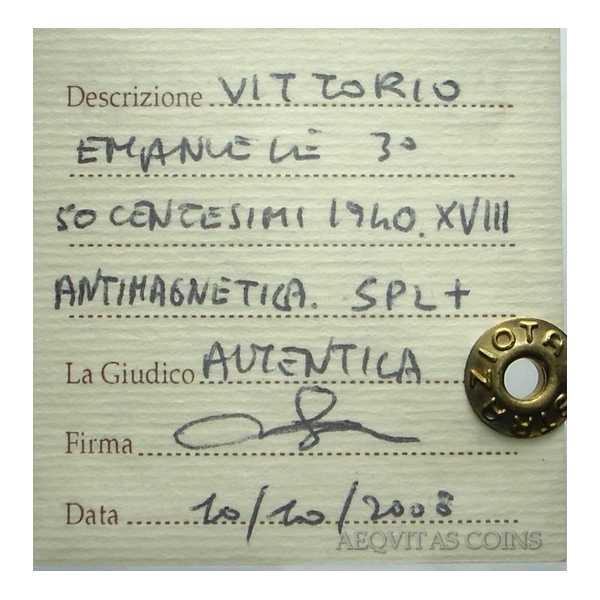 Descrizione VITTORIO
EMANUELE 3°
50 CENTESIMI 1940. XVIII
ANTIMAGNETICA. SPL+
La Giudico AUTENTICA
Firma
Data 10/10/2008
AEQVITAS COINS